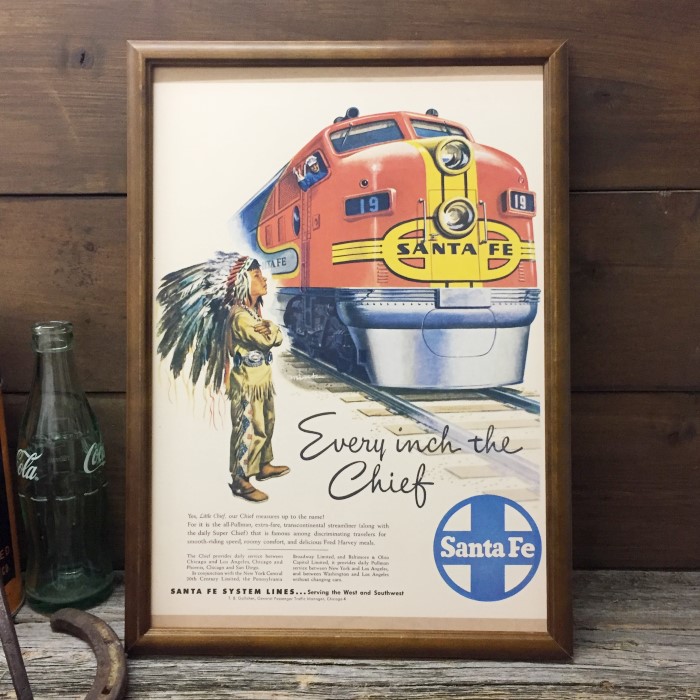 19
19
SANTA FE
TA FE
Every inch the
Chief
Yes, Little Chief, our Chief measures up to the name!
For it is the all-Pullman, extra-fare, transcontinental streamliner (along with
the daily Super Chief) that is famous among discriminating travelers for
smooth-riding speed, roomy comfort, and delicious Fred Harvey meals.
The Chief provides daily service between
Chicago and Los Angeles, Chicago and
Phoenix, Chicago and San Diego.
In connection with the New York Central
20th Century Limited, the Pennsylvania
Broadway Limited, and Baltimore & Ohio
Capitol Limited, it provides daily Pullman
service between New York and Los Angeles,
and between Washington and Los Angeles
without changing cars.
Santa Fe
SANTA FE SYSTEM LINES... Serving the West and Southwest
General Passenger Traffic Manager, Chicago 4
Cola
Coca